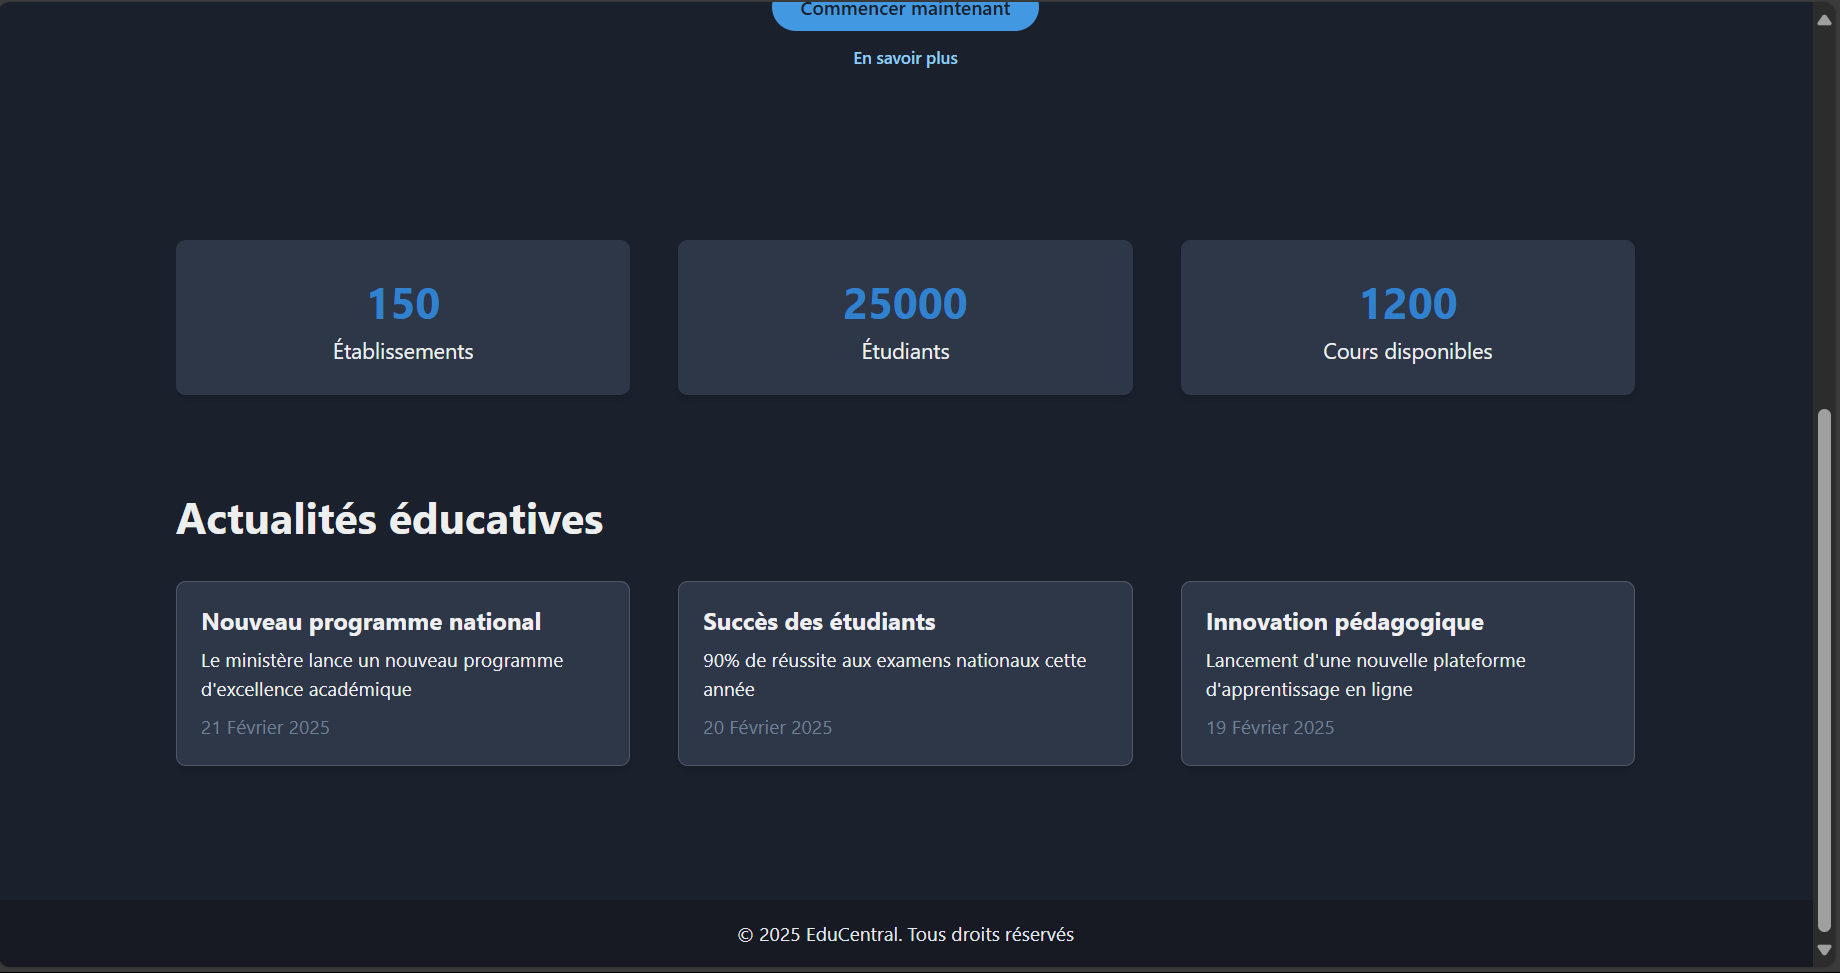 Commencer maintenant
En savoir plus
150
Établissements
25000
Étudiants
1200
Cours disponibles
Actualités éducatives
Nouveau programme national
Le ministère lance un nouveau programme
d'excellence académique
21 Février 2025
Succès des étudiants
90% de réussite aux examens nationaux cette
année
20 Février 2025
Innovation pédagogique
Lancement d'une nouvelle plateforme
d'apprentissage en ligne
19 Février 2025
© 2025 EduCentral. Tous droits réservés